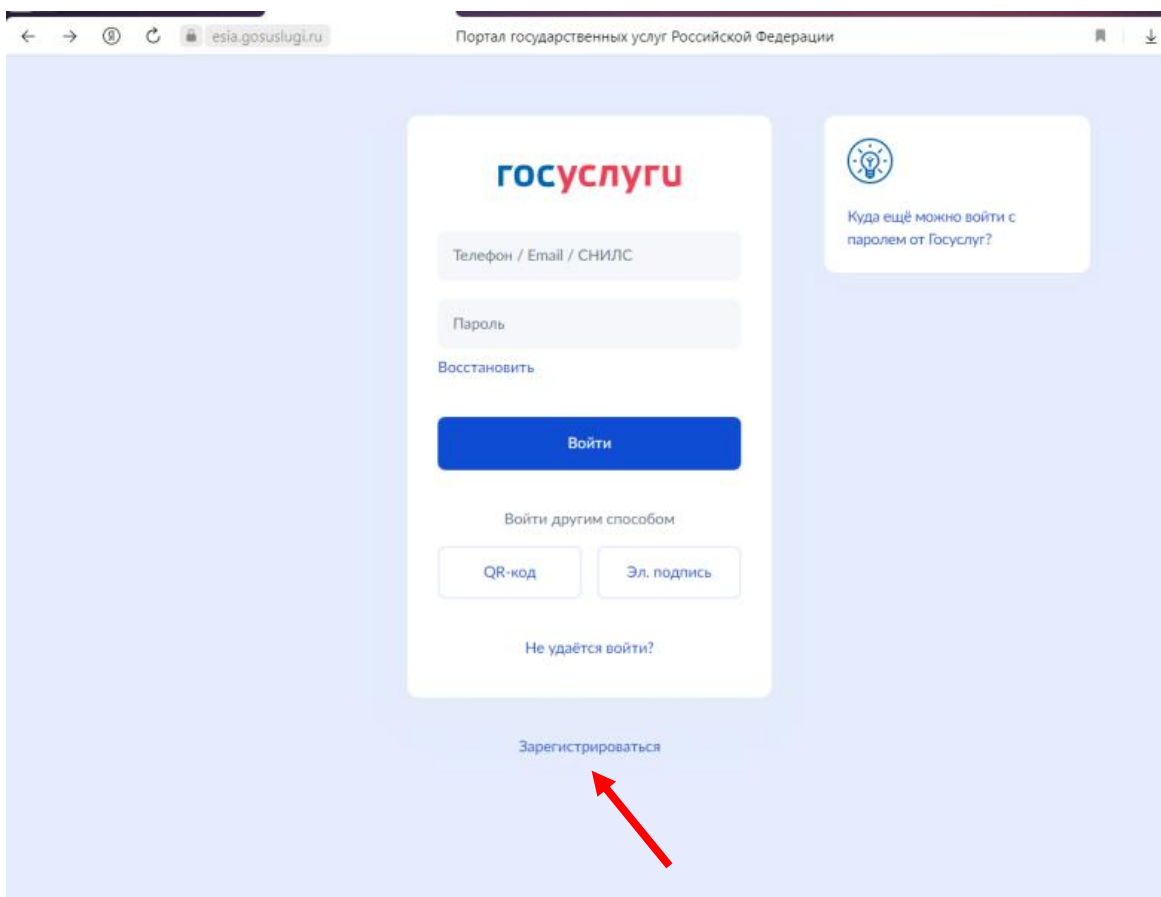 esia.gosuslugi.ru Портал государственных услуг Российской Федерации
госуслуги
Телефон / Email / СНИЛС
Пароль
Восстановить
Войти
Войти другим способом
QR-код Эл. подпись
Не удаётся войти?
Зарегистрироваться
Куда ещё можно войти с
паролем от Госуслуг?